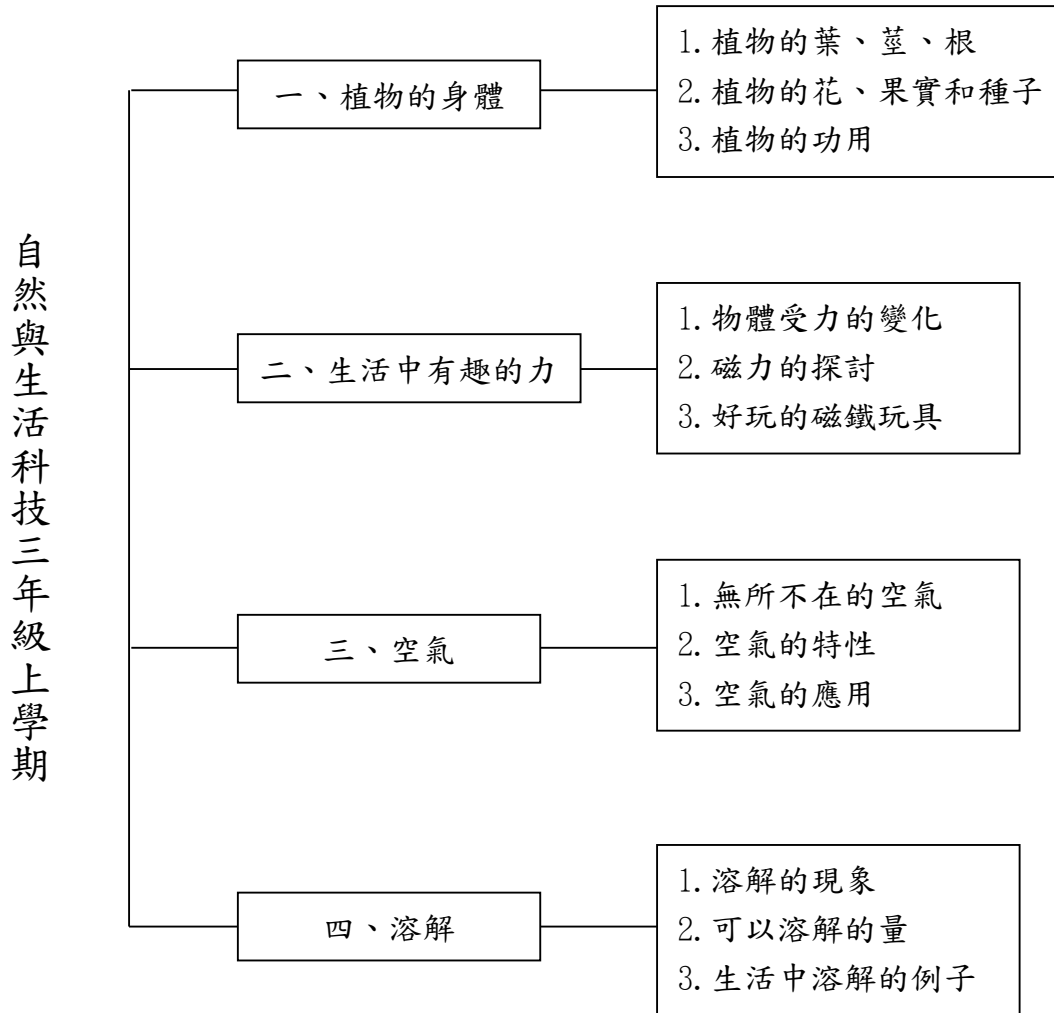 自然與生活科技三年級上學期
一、植物的身體
1.植物的葉、莖、根
2.植物的花、果實和種子
3.植物的功用
二、生活中有趣的力
1.物體受力的變化
2.磁力的探討
3.好玩的磁鐵玩具
三、空氣
1.無所不在的空氣
2.空氣的特性
3.空氣的應用
四、溶解
1.溶解的現象
2.可以溶解的量
3.生活中溶解的例子